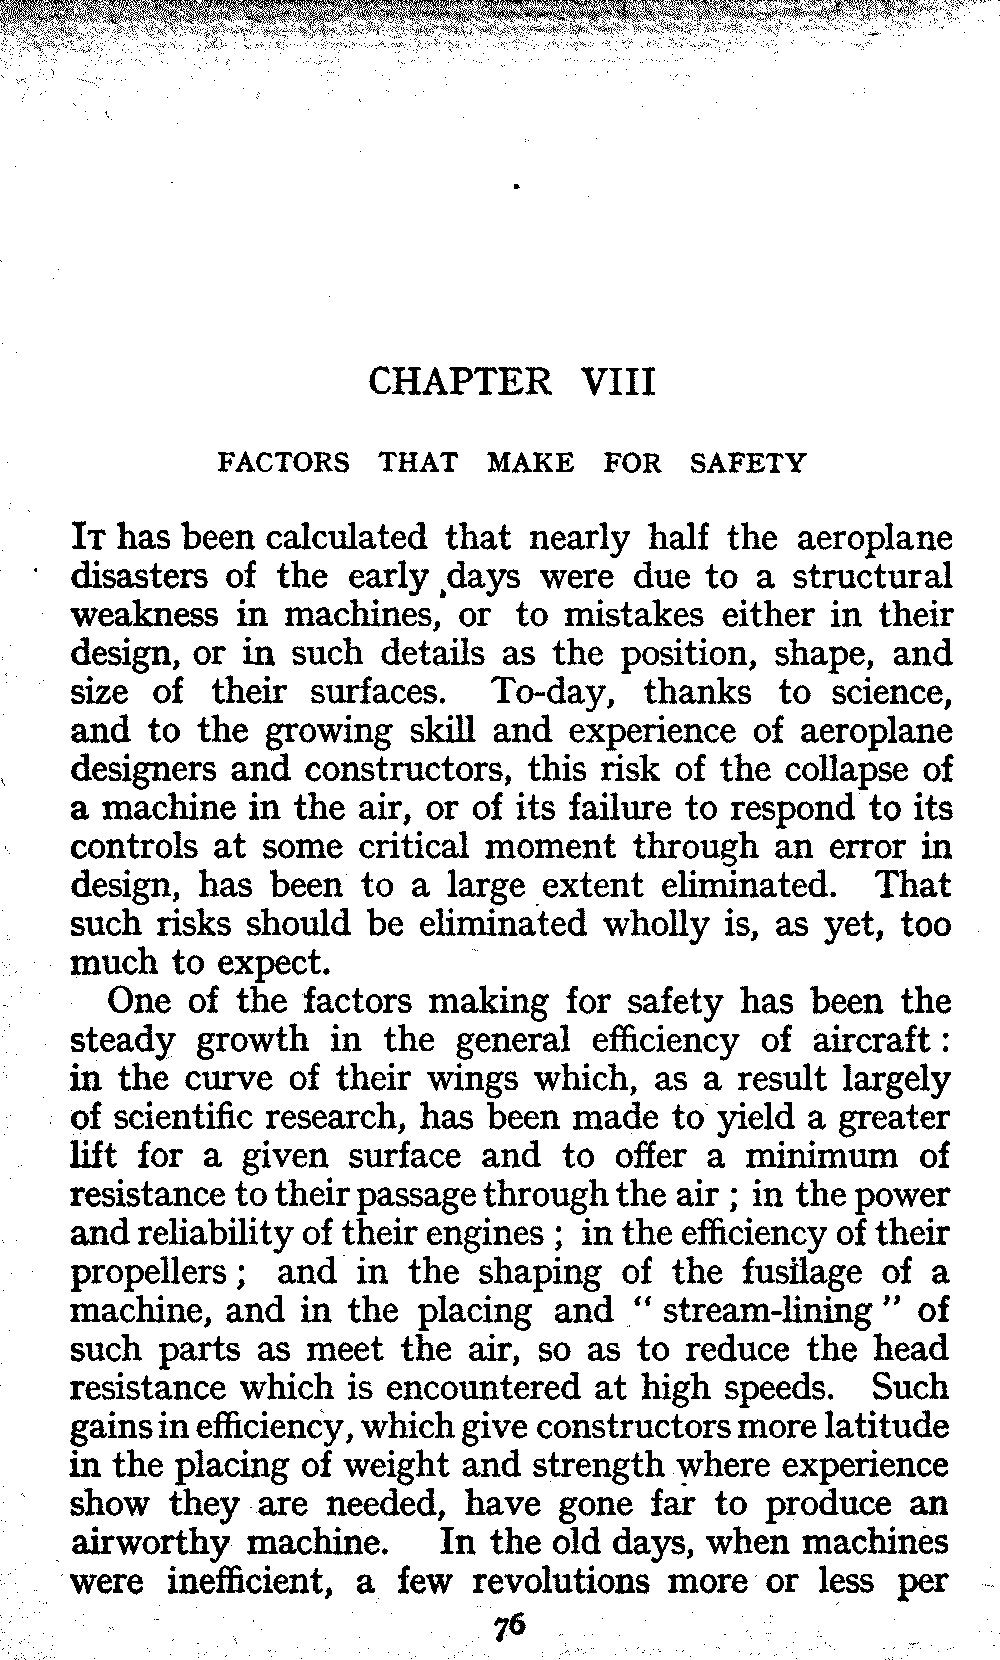 CHAPTER VIII
FACTORS THAT MAKE FOR SAFETY
IT has been calculated that nearly half the aeroplane
disasters of the early days were due to a structural
weakness in machines, or to mistakes either in their
design, or in such details as the position, shape, and
size of their surfaces. To-day, thanks to science,
and to the growing skill and experience of aeroplane
designers and constructors, this risk of the collapse of
a machine in the air, or of its failure to respond to its
controls at some critical moment through an error in
design, has been to a large extent eliminated. That
such risks should be eliminated wholly is, as yet, too
much to expect.
One of the factors making for safety has been the
steady growth in the general efficiency of aircraft :
in the curve of their wings which, as a result largely
of scientific research, has been made to yield a greater
lift for a given surface and to offer a minimum of
resistance to their passage through the air ; in the power
and reliability of their engines ; in the efficiency of their
propellers ; and in the shaping of the fusilage of a
machine, and in the placing and “ stream-lining ” of
such parts as meet the air, so as to reduce the head
resistance which is encountered at high speeds. Such
gains in efficiency, which give constructors more latitude
in the placing of weight and strength where experience
show they are needed, have gone far to produce an
airworthy machine. In the old days, when machines
were inefficient, a few revolutions more or less per
76